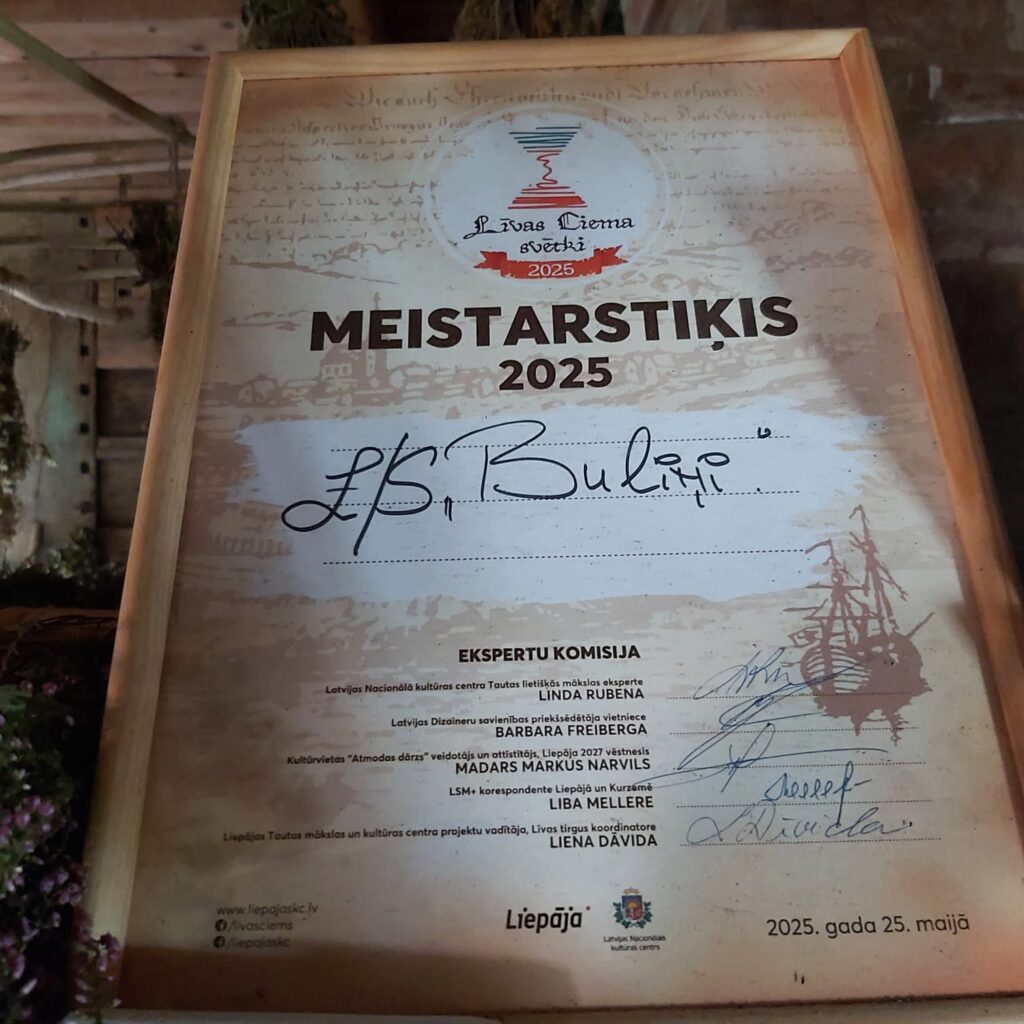 Līvas Ciema
svētki
2025
MEISTARSTIĶIS
2025
Z/S „Buliņi”
EKSPERTU KOMISIJA
Latvijas Nacionālā kultūras centra Tautas lietišķās mākslas eksperte
LINDA RUBENA
Latvijas Dizaineru savienības priekšsēdētāja vietniece
BARBARA FREIBERGA
Kultūrvietas "Atmodas dārzs" veidotājs un attīstītājs, Liepāja 2027 vēstnesis
MADARS MARKUS NARVILS
LSM+ korespondente Liepājā un Kurzemē
LIBA MELLERE
Liepājas Tautas mākslas un kultūras centra projektu vadītāja, Līvas tirgus koordinatore
LIENA DĀVIDA
www.liepajaskc.lv
/livasciems
/liepajaskc
Liepāja
Latvijas Nacionālais
kultūras centrs
2025. gada 25. maijā